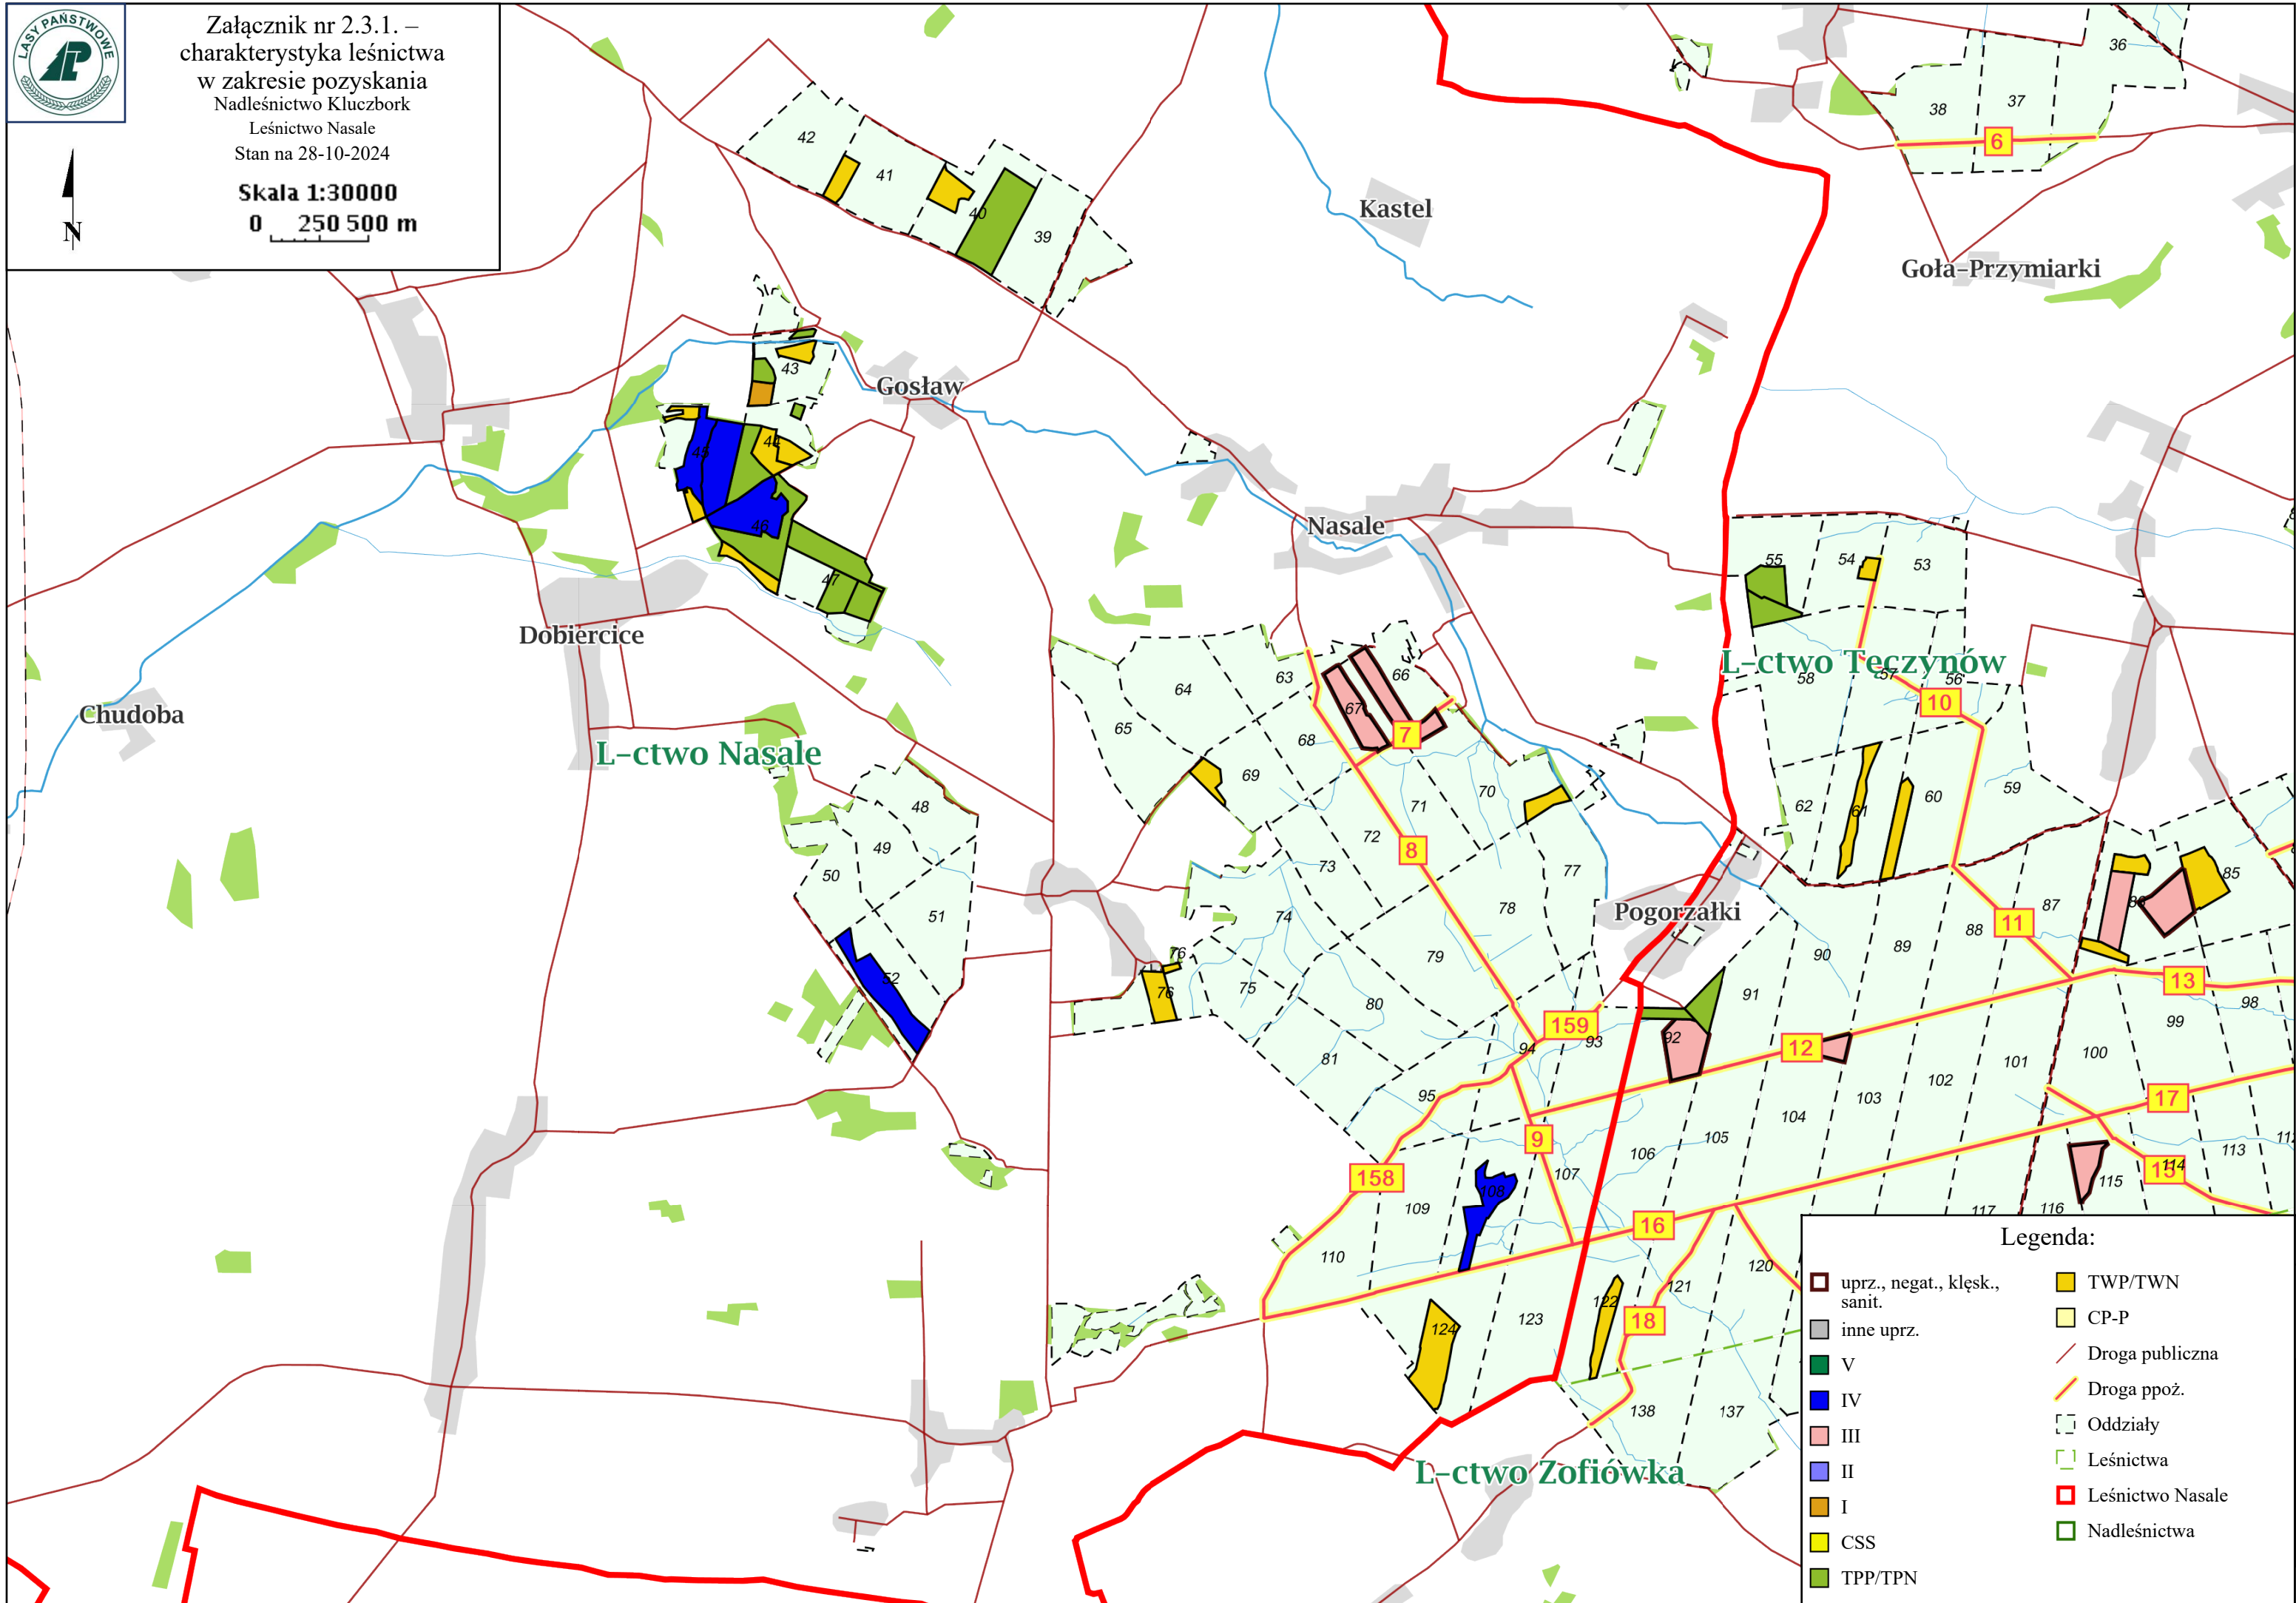 LASY PAŃSTWOWE
Załącznik nr 2.3.1. –
charakterystyka leśnictwa
w zakresie pozyskania
Nadleśnictwo Kluczbork
Leśnictwo Nasale
Stan na 28-10-2024
Skala 1:30000
0 250 500 m
N
36
38
37
6
42
41
40
39
Kastel
Goła–Przymiarki
43
Gosław
44
45
46
47
Nasale
55
54
53
Dobiercice
L–ctwo Tęczynów
58
57
56
10
Chudoba
L–ctwo Nasale
64
63
66
67
65
68
7
69
70
71
72
8
73
48
49
50
51
52
62
61
60
59
77
78
74
79
Pogorzałki
87
88
11
85
86
89
90
76
76
75
80
81
13
98
99
91
159
92
93
94
12
95
100
101
102
103
104
17
9
105
106
107
158
108
109
110
113
114
15
115
116
117
16
120
121
122
18
123
124
138
137
L–ctwo Zofiówka
Legenda:
uprz., negat., klęsk.,
sanit.
inne uprz.
V
IV
III
II
I
CSS
TPP/TPN
TWP/TWN
CP-P
Droga publiczna
Droga ppoż.
Oddziały
Leśnictwa
Leśnictwo Nasale
Nadleśnictwa